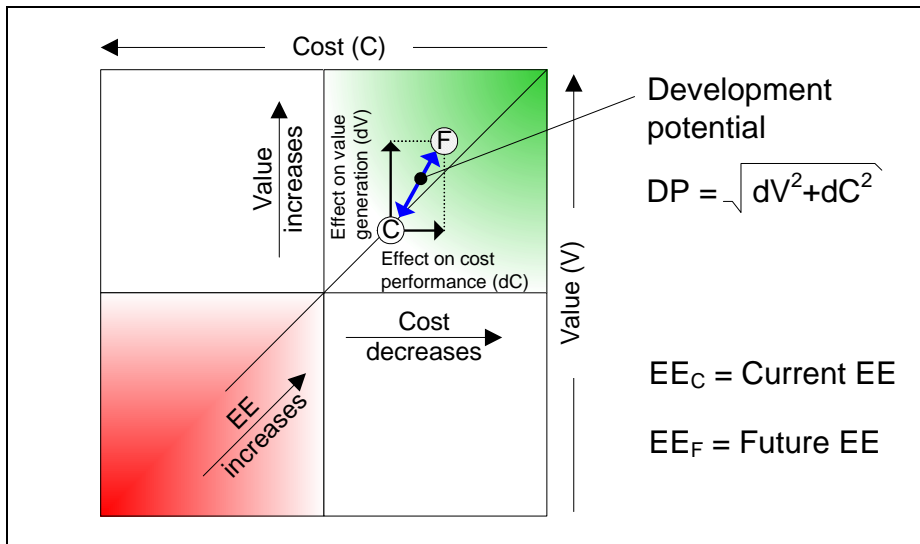 Cost (C)
Value
increases
Effect on value
generation (dV)
F
C
Effect on cost
performance (dC)
Development
potential
DP = √dV²+dC²
Value (V)
Cost
decreases
EE
increases
EE_C = Current EE
EE_F = Future EE